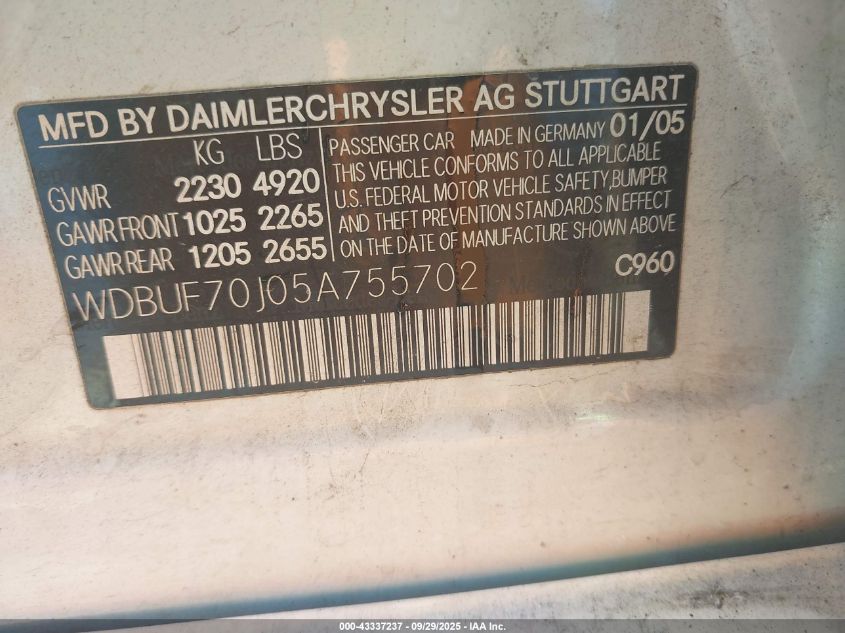 MFD BY DAIMLERCHRYSLER AG STUTTGART
KG LBS
GVWR 2230 4920
GAWR FRONT 1025 2265
GAWR REAR 1205 2655
PASSENGER CAR MADE IN GERMANY 01/05
THIS VEHICLE CONFORMS TO ALL APPLICABLE
U.S. FEDERAL MOTOR VEHICLE SAFETY,BUMPER
AND THEFT PREVENTION STANDARDS IN EFFECT
ON THE DATE OF MANUFACTURE SHOWN ABOVE
C960
WDBUF70J05A755702
000-43337237 - 09/29/2025 - IAA Inc.